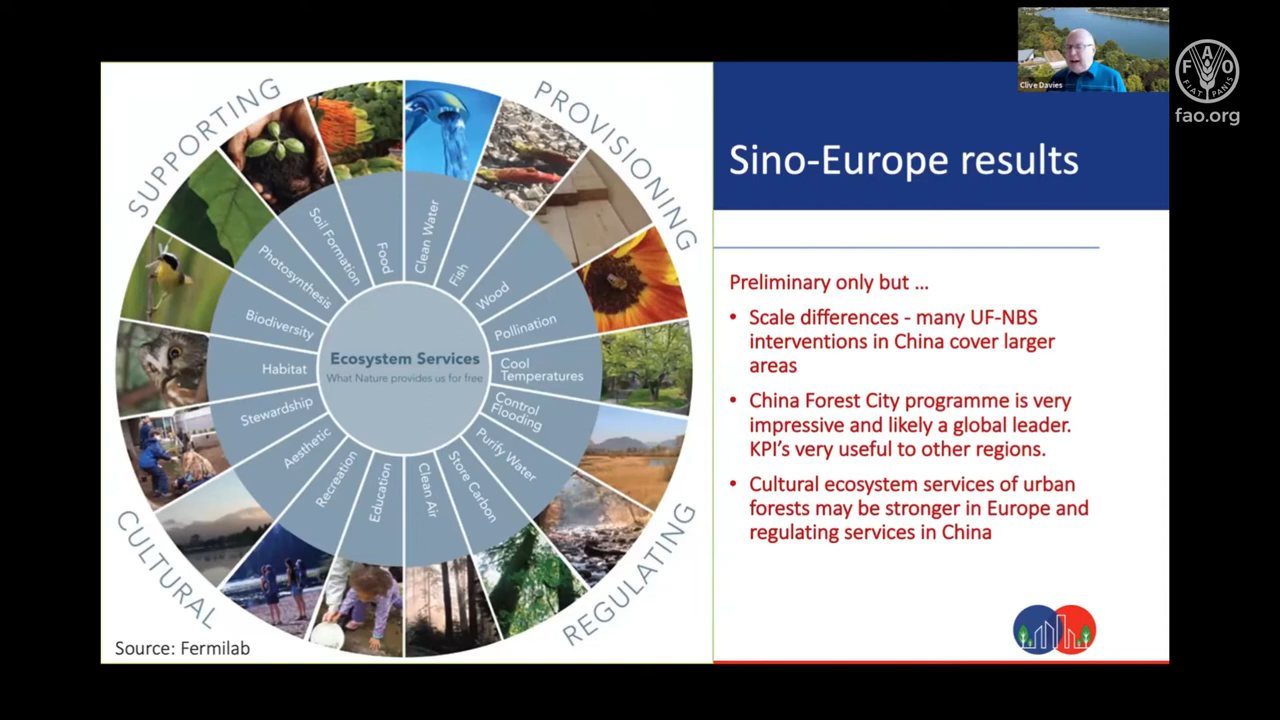 SUPPORTING
PROVISIONING
REGULATING
CULTURAL
Food
Clean Water
Fish
Wood
Pollination
Cool
Temperatures
Control
Flooding
Purify Water
Store Carbon
Clean Air
Education
Recreation
Aesthetic
Stewardship
Habitat
Biodiversity
Photosynthesis
Soil Formation
Ecosystem Services
What Nature provides us for free
Source: Fermilab
Clive Davies
F A O
FIAT PANIS
fao.org
Sino-Europe results
Preliminary only but ...
• Scale differences - many UF-NBS
interventions in China cover larger
areas
• China Forest City programme is very
impressive and likely a global leader.
KPI's very useful to other regions.
• Cultural ecosystem services of urban
forests may be stronger in Europe and
regulating services in China